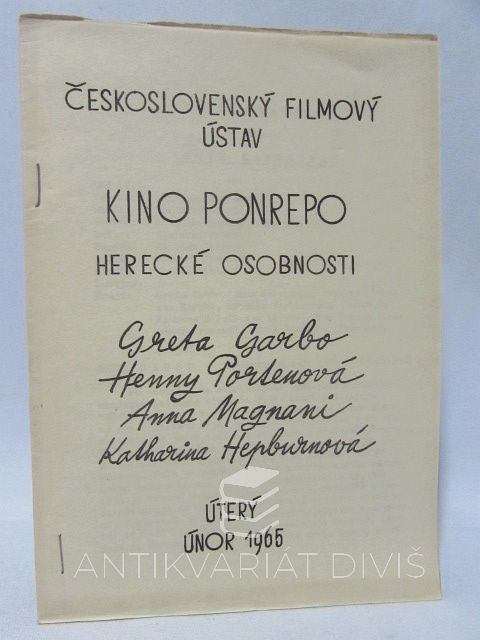 ČESKOSLOVENSKÝ FILMOVÝ
ÚSTAV
KINO PONREPO
HERECKÉ OSOBNOSTI
Greta Garbo
Henny Portenová
Anna Magnani
Katharina Hepburnová
ÚTERÝ
ÚNOR 1965
ANTIKVARIÁT DIVIŠ